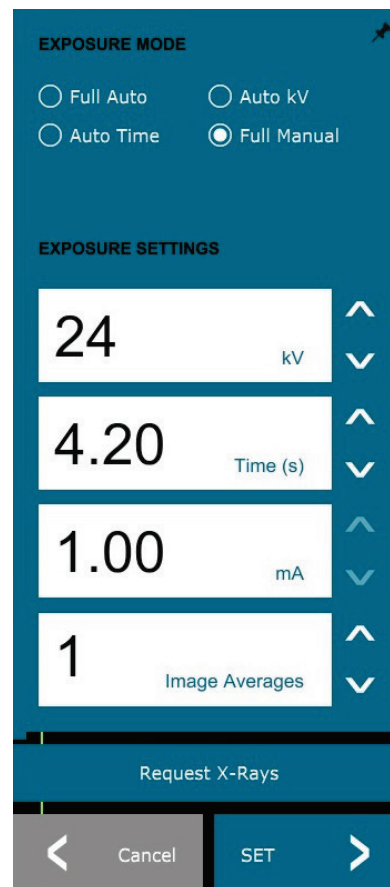 EXPOSURE MODE
Full Auto Auto kV
Auto Time Full Manual
EXPOSURE SETTINGS
24 kV
4.20 Time (s)
1.00 mA
1 Image Averages
Request X-Rays
Cancel SET